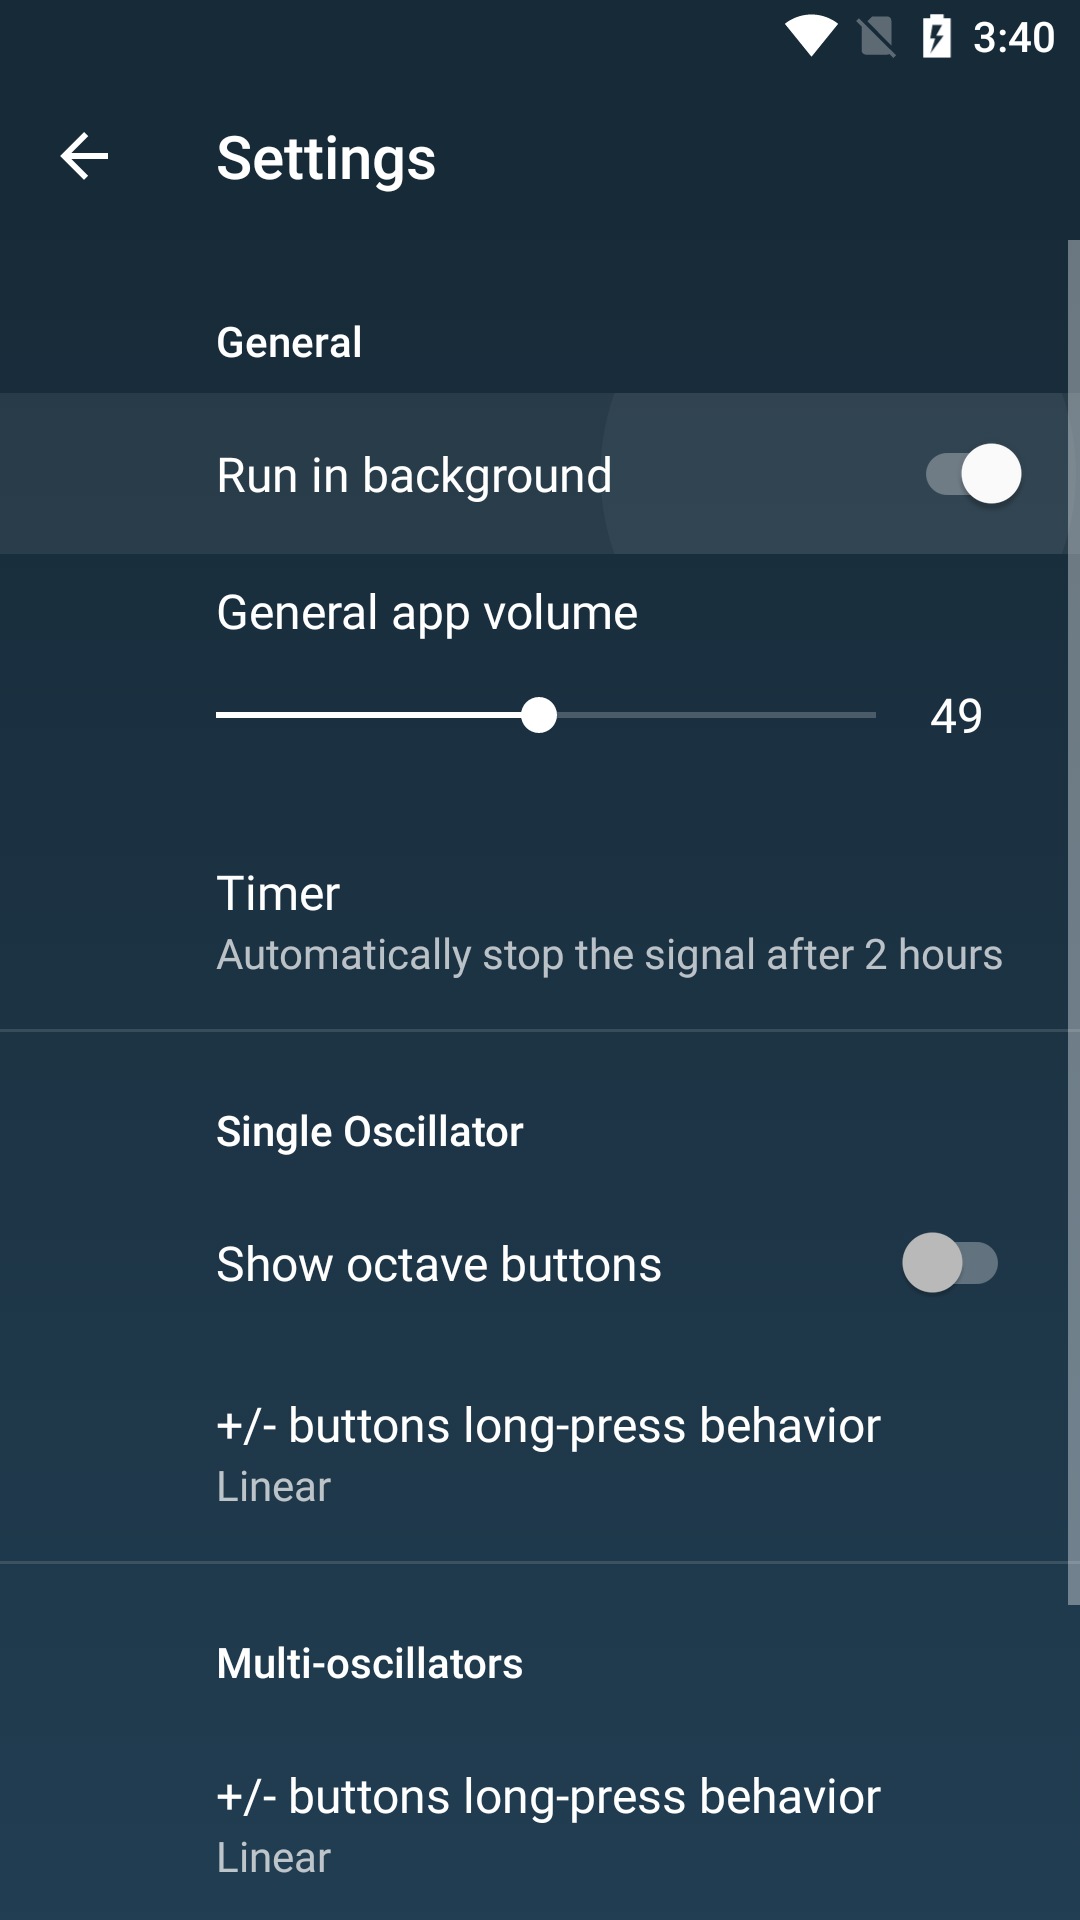 3:40
Settings
General
Run in background
General app volume
49
Timer
Automatically stop the signal after 2 hours
Single Oscillator
Show octave buttons
+/- buttons long-press behavior
Linear
Multi-oscillators
+/- buttons long-press behavior
Linear